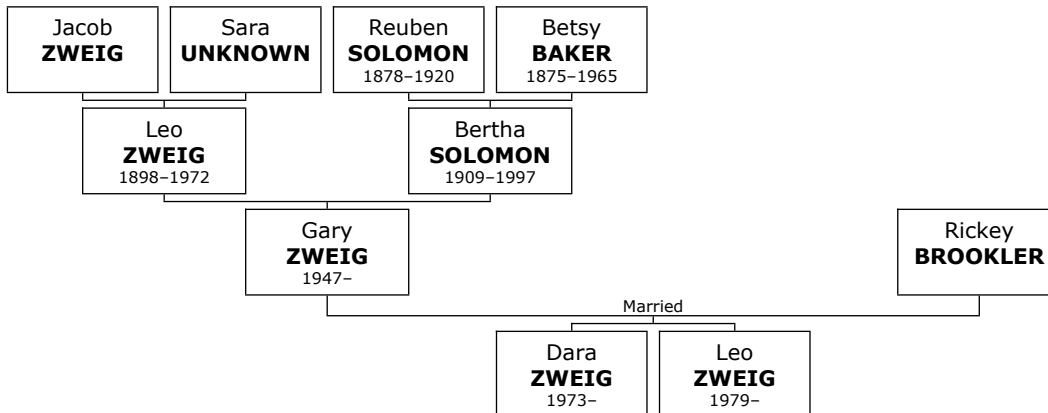 Jacob
ZWEIG
Sara
UNKNOWN
Reuben
SOLOMON
1878–1920
Betsy
BAKER
1875–1965
Leo
ZWEIG
1898–1972
Bertha
SOLOMON
1909–1997
Gary
ZWEIG
1947–
Rickey
BROOKLER
Married
Dara
ZWEIG
1973–
Leo
ZWEIG
1979–